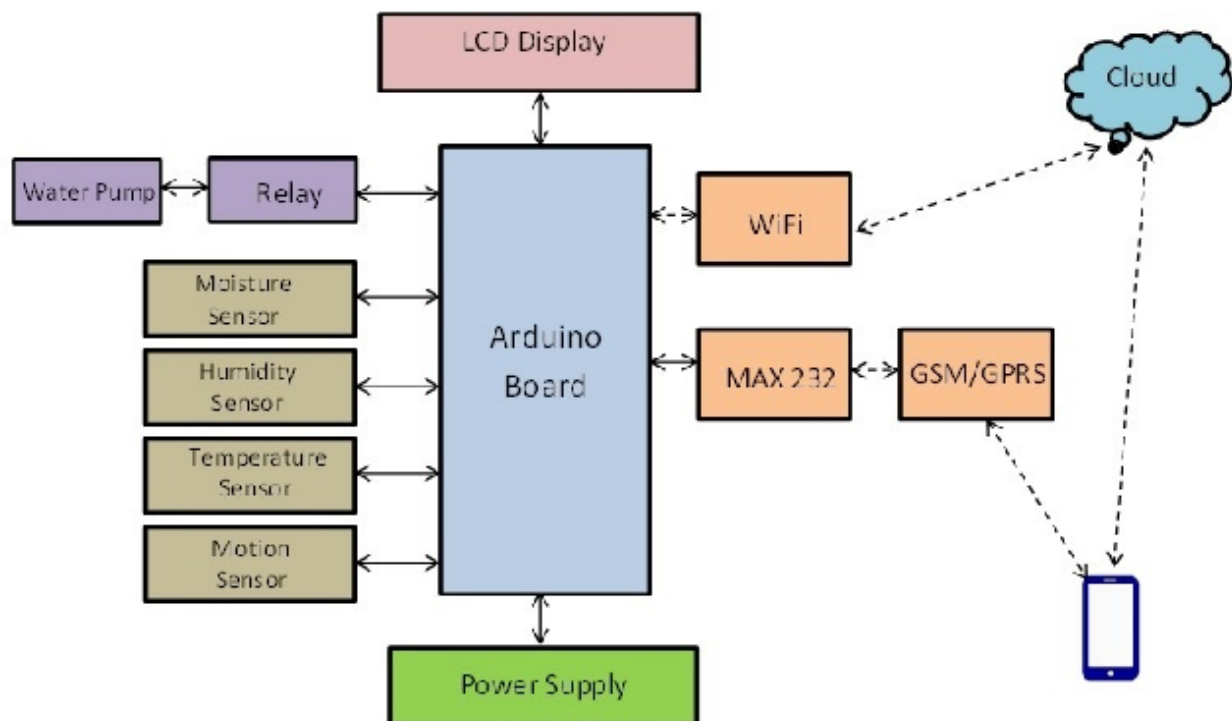 LCD Display
Cloud
Water Pump
Relay
WiFi
Moisture
Sensor
Arduino
Board
Humidity
Sensor
MAX 232
GSM/GPRS
Temperature
Sensor
Motion
Sensor
Power Supply